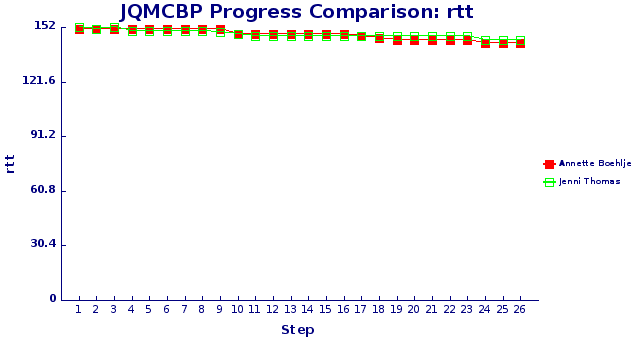 JQMCBP Progress Comparison: rtt
152
121.6
91.2
60.8
30.4
0
rtt
1 2 3 4 5 6 7 8 9 10 11 12 13 14 15 16 17 18 19 20 21 22 23 24 25 26
Step
Annette Boehlje
Jenni Thomas